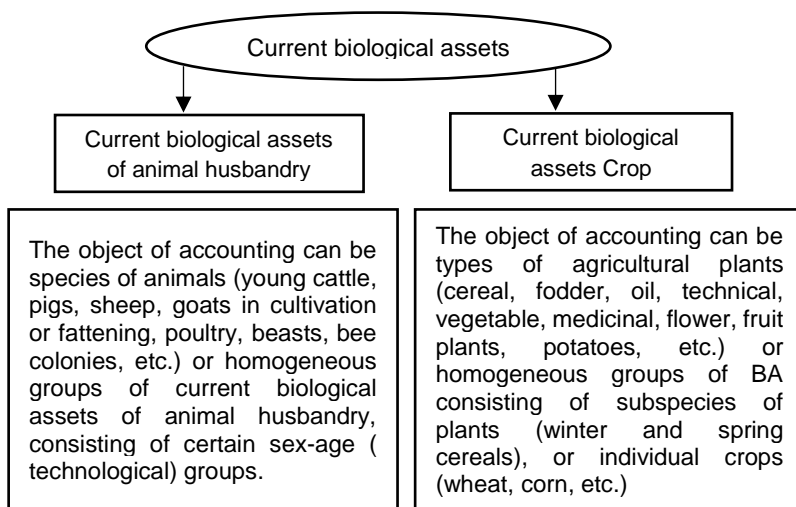 Current biological assets
Current biological assets
of animal husbandry
Current biological
assets Crop
The object of accounting can be
species of animals (young cattle,
pigs, sheep, goats in cultivation
or fattening, poultry, beasts, bee
colonies, etc.) or homogeneous
groups of current biological
assets of animal husbandry,
consisting of certain sex-age (
technological) groups.
The object of accounting can be
types of agricultural plants
(cereal, fodder, oil, technical,
vegetable, medicinal, flower, fruit
plants, potatoes, etc.) or
homogeneous groups of BA
consisting of subspecies of
plants (winter and spring
cereals), or individual crops
(wheat, corn, etc.)